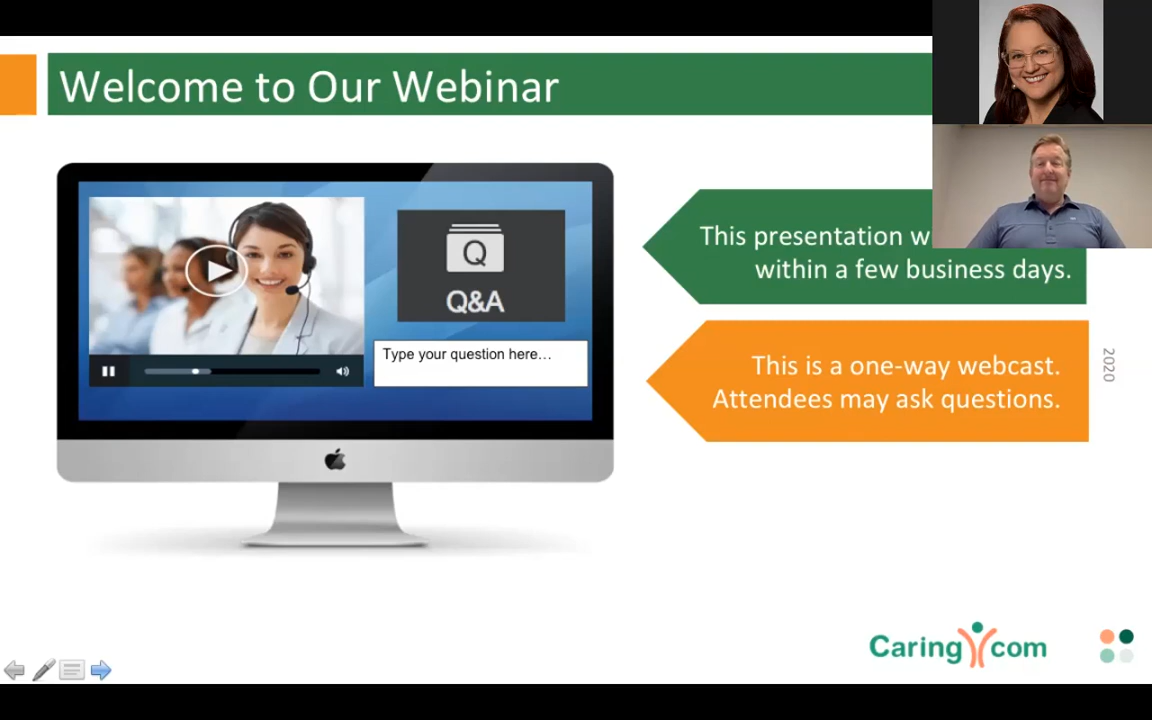 Welcome to Our Webinar
Q
Q&A
Type your question here...
This presentation w
within a few business days.
This is a one-way webcast.
Attendees may ask questions.
2020
Caring com